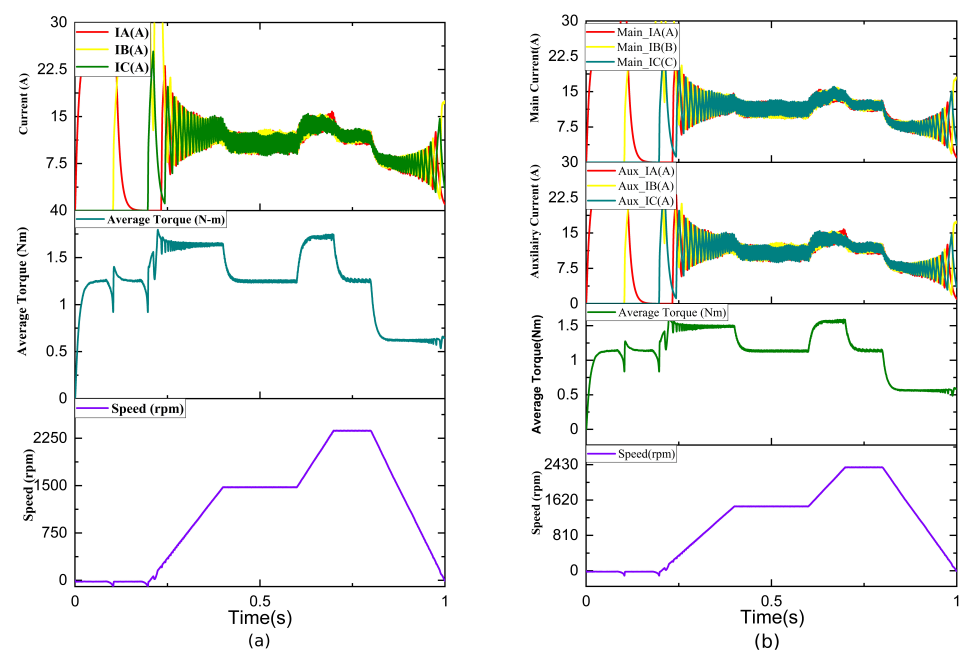 30
22.5
15
7.5
40
Current (A)
IA(A)
IB(A)
IC(A)
1.5
1
0.5
0
Average Torque (Nm)
Average Torque (N-m)
2250
1500
750
0
Speed (rpm)
Speed (rpm)
0
0.5
1
Time(s)
(a)
30
22.5
15
7.5
30
Main Current(A)
Main_IA(A)
Main_IB(B)
Main_IC(C)
22.5
15
7.5
0
Auxilairy Current (A)
Aux_IA(A)
Aux_IB(A)
Aux_IC(A)
1.5
1
0.5
0
Average Torque(Nm)
Average Torque (Nm)
2430
1620
810
0
Speed (rpm)
Speed(rpm)
0
0.5
1
Time(s)
(b)